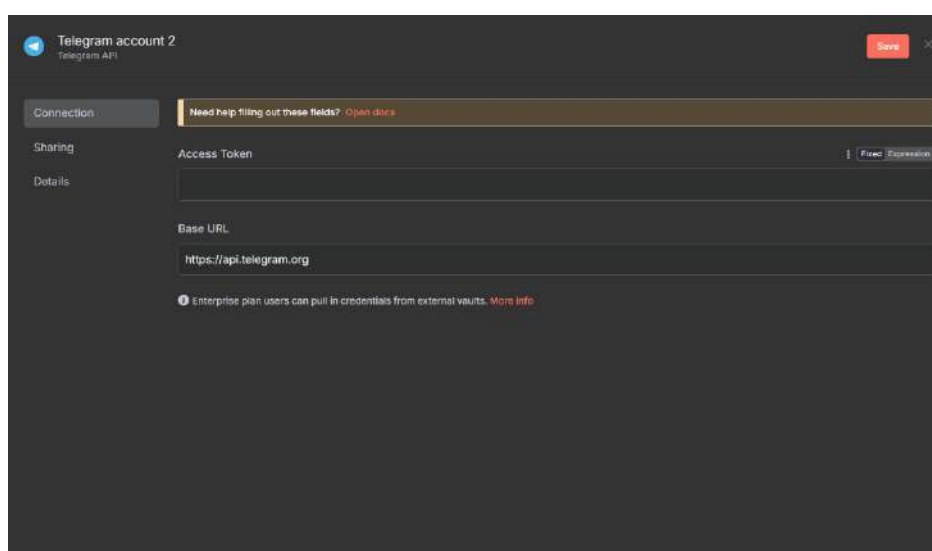 Telegram account 2
Telegram API
Save
Connection
Sharing
Details
Need help filling out these fields? Open docs
Access Token
Fixed Expression
Base URL
https://api.telegram.org
Enterprise plan users can pull in credentials from external vaults. More info